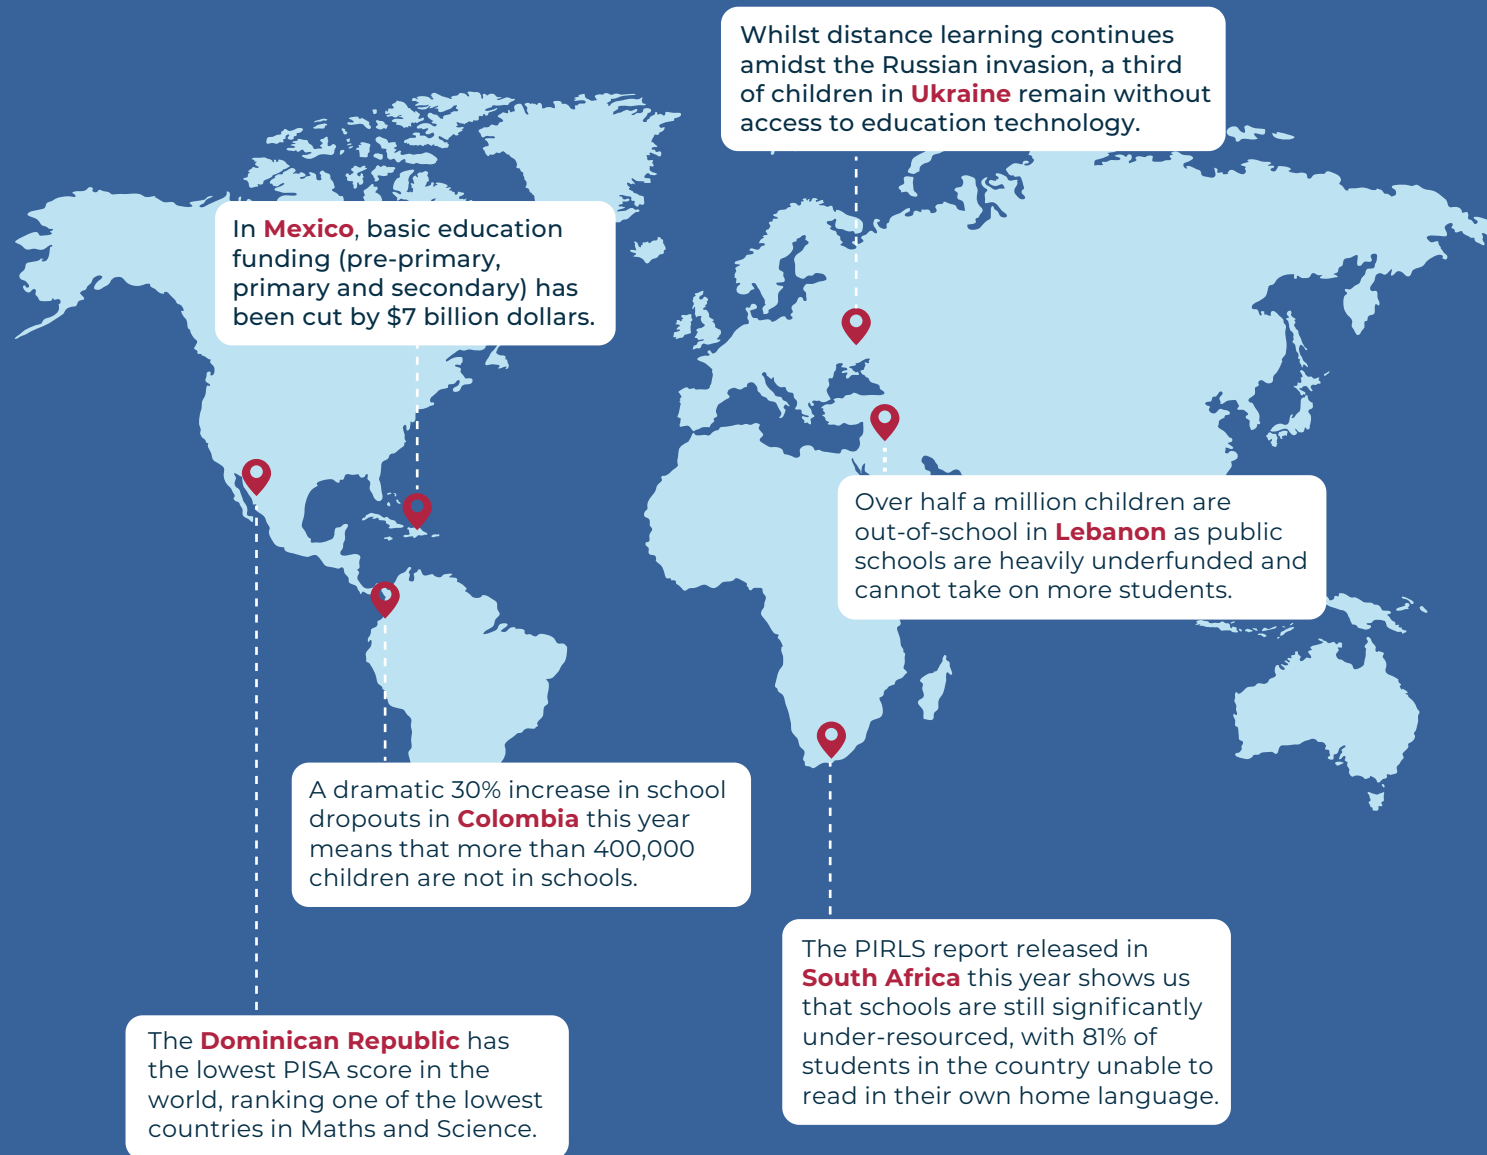 Whilst distance learning continues
amidst the Russian invasion, a third
of children in Ukraine remain without
access to education technology.
In Mexico, basic education
funding (pre-primary,
primary and secondary) has
been cut by $7 billion dollars.
Over half a million children are
out-of-school in Lebanon as public
schools are heavily underfunded and
cannot take on more students.
A dramatic 30% increase in school
dropouts in Colombia this year
means that more than 400,000
children are not in schools.
The PIRLS report released in
South Africa this year shows us
that schools are still significantly
under-resourced, with 81% of
students in the country unable to
read in their own home language.
The Dominican Republic has
the lowest PISA score in the
world, ranking one of the lowest
countries in Maths and Science.